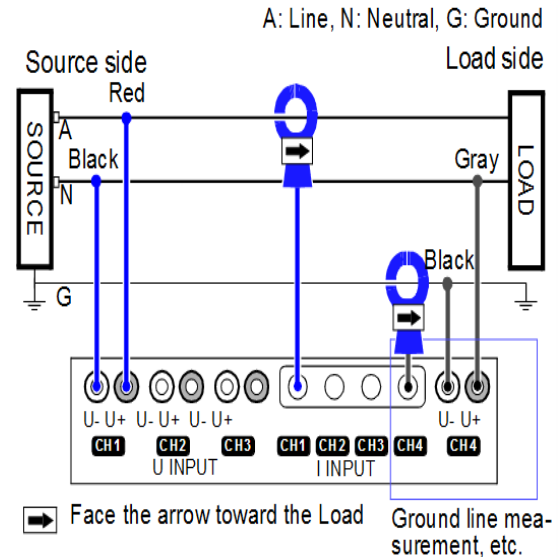 A: Line, N: Neutral, G: Ground
Source side
Load side
Red
A
Black
Gray
SOURCE
LOAD
N
Black
G
U- U+ U- U+ U- U+
U- U+
CH1 CH2 CH3 CH1 CH2 CH3 CH4 CH4
U INPUT I INPUT
Face the arrow toward the Load
Ground line mea-
surement, etc.